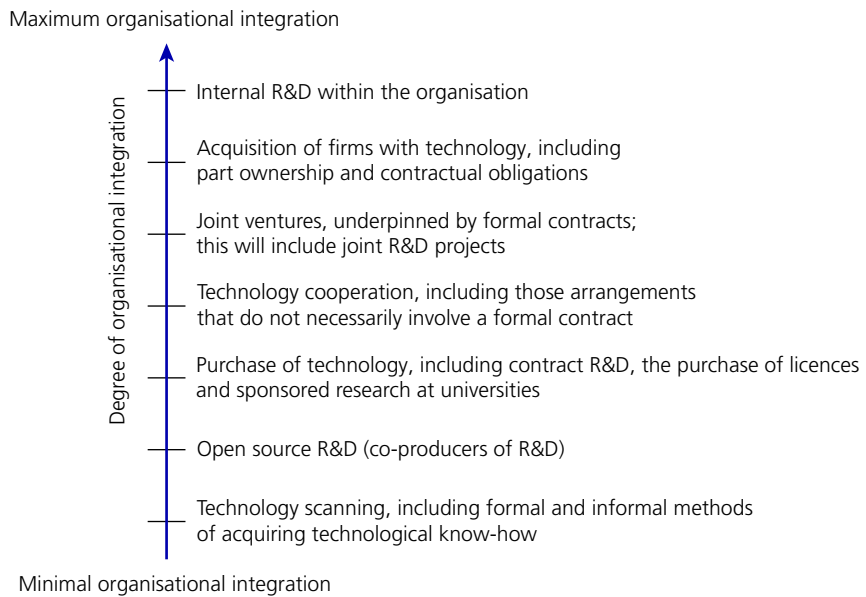 Maximum organisational integration
Internal R&D within the organisation
Acquisition of firms with technology, including
part ownership and contractual obligations
Joint ventures, underpinned by formal contracts;
this will include joint R&D projects
Degree of organisational integration
Technology cooperation, including those arrangements
that do not necessarily involve a formal contract
Purchase of technology, including contract R&D, the purchase of licences
and sponsored research at universities
Open source R&D (co-producers of R&D)
Technology scanning, including formal and informal methods
of acquiring technological know-how
Minimal organisational integration